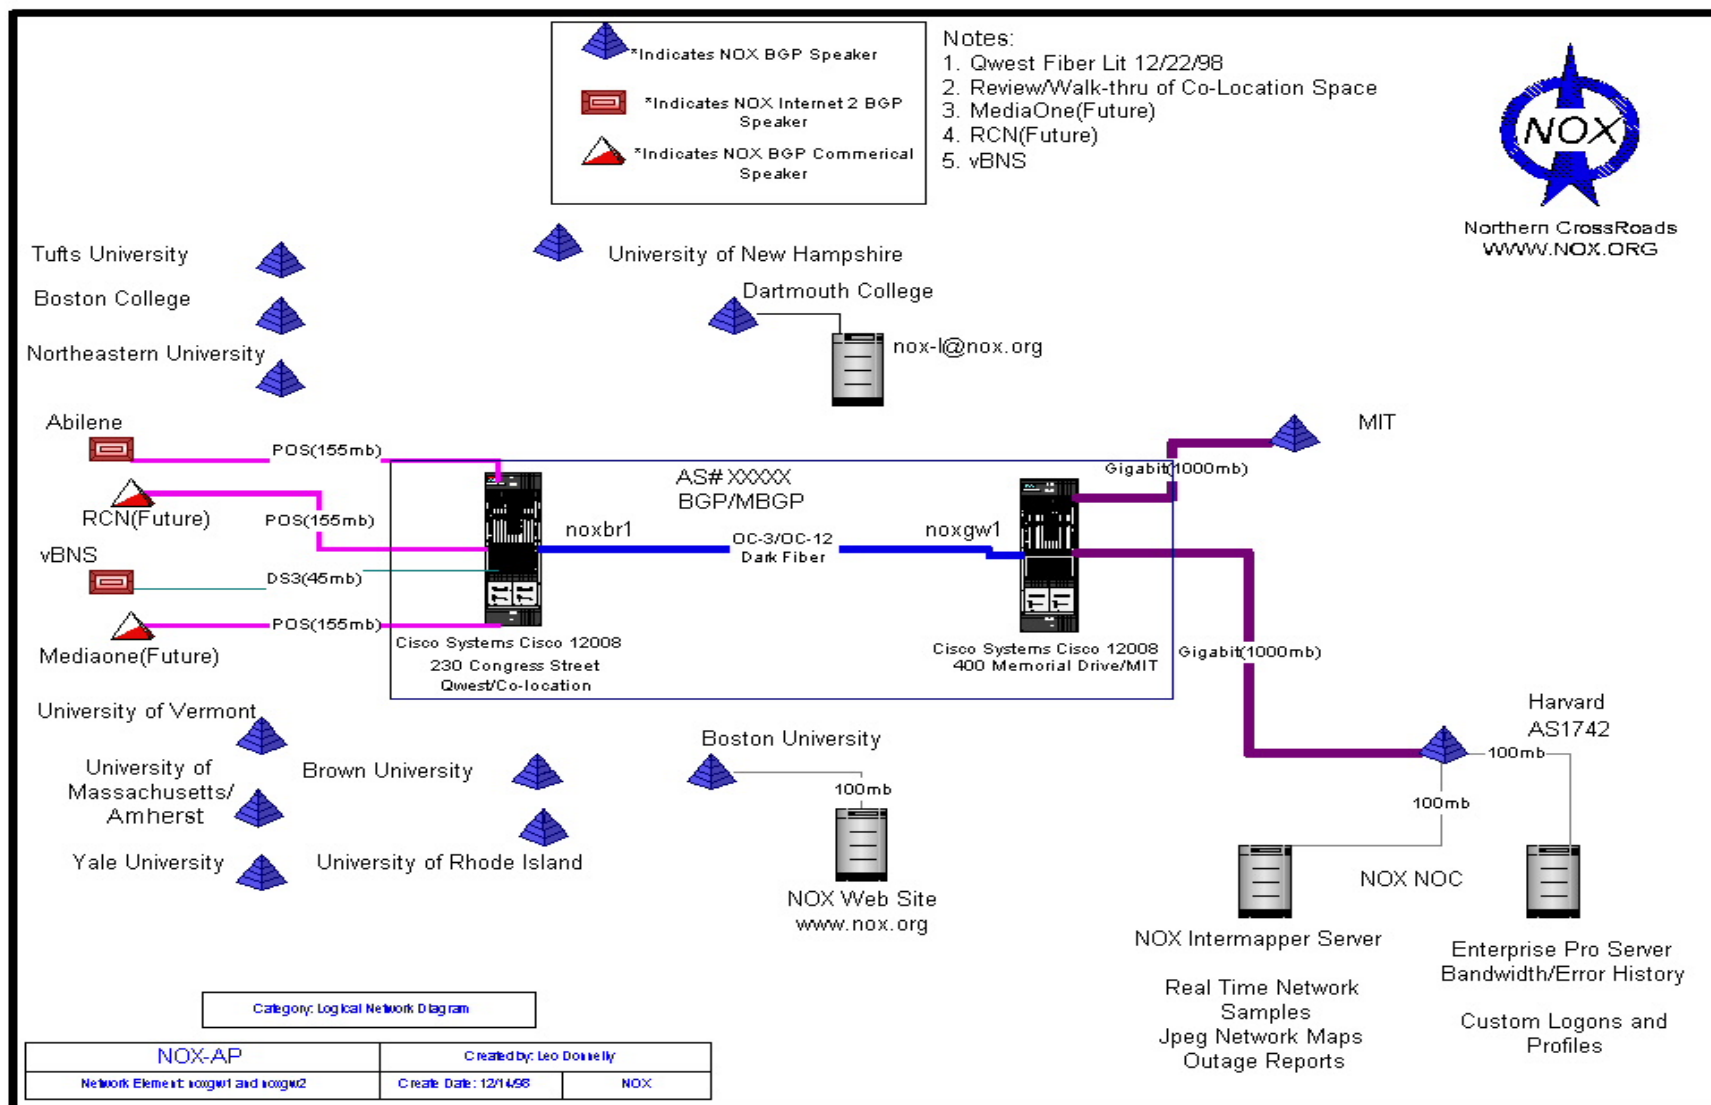 *Indicates NOX BGP Speaker
*Indicates NOX Internet 2 BGP
Speaker
*Indicates NOX BGP Commerical
Speaker
Notes:
1. Qwest Fiber Lit 12/22/98
2. Review/Walk-thru of Co-Location Space
3. MediaOne(Future)
4. RCN(Future)
5. vBNS
NOX
Northern CrossRoads
WWW.NOX.ORG
Tufts University
Boston College
Northeastern University
University of New Hampshire
Dartmouth College
nox-l@nox.org
Abilene
POS(155mb)
RCN(Future)
POS(155mb)
vBNS
DS3(45mb)
POS(155mb)
Mediaone(Future)
AS# XXXXX
BGP/MBGP
noxbr1
OC-3/OC-12
Dark Fiber
noxgw1
Cisco Systems Cisco 12008
230 Congress Street
Qwest/Co-location
Cisco Systems Cisco 12008
400 Memorial Drive/MIT
MIT
Gigabit(1000mb)
Gigabit(1000mb)
Harvard
AS1742
100mb
100mb
University of Vermont
University of
Massachusetts/
Amherst
Yale University
Brown University
University of Rhode Island
Boston University
100mb
NOX Web Site
www.nox.org
NOX NOC
NOX Intermapper Server
Real Time Network
Samples
Jpeg Network Maps
Outage Reports
Enterprise Pro Server
Bandwidth/Error History
Custom Logons and
Profiles
Category: Logical Network Diagram
NOX-AP
Created by: Leo Donnelly
Network Element: noxgw1 and noxgw2
Create Date: 12/14/98
NOX